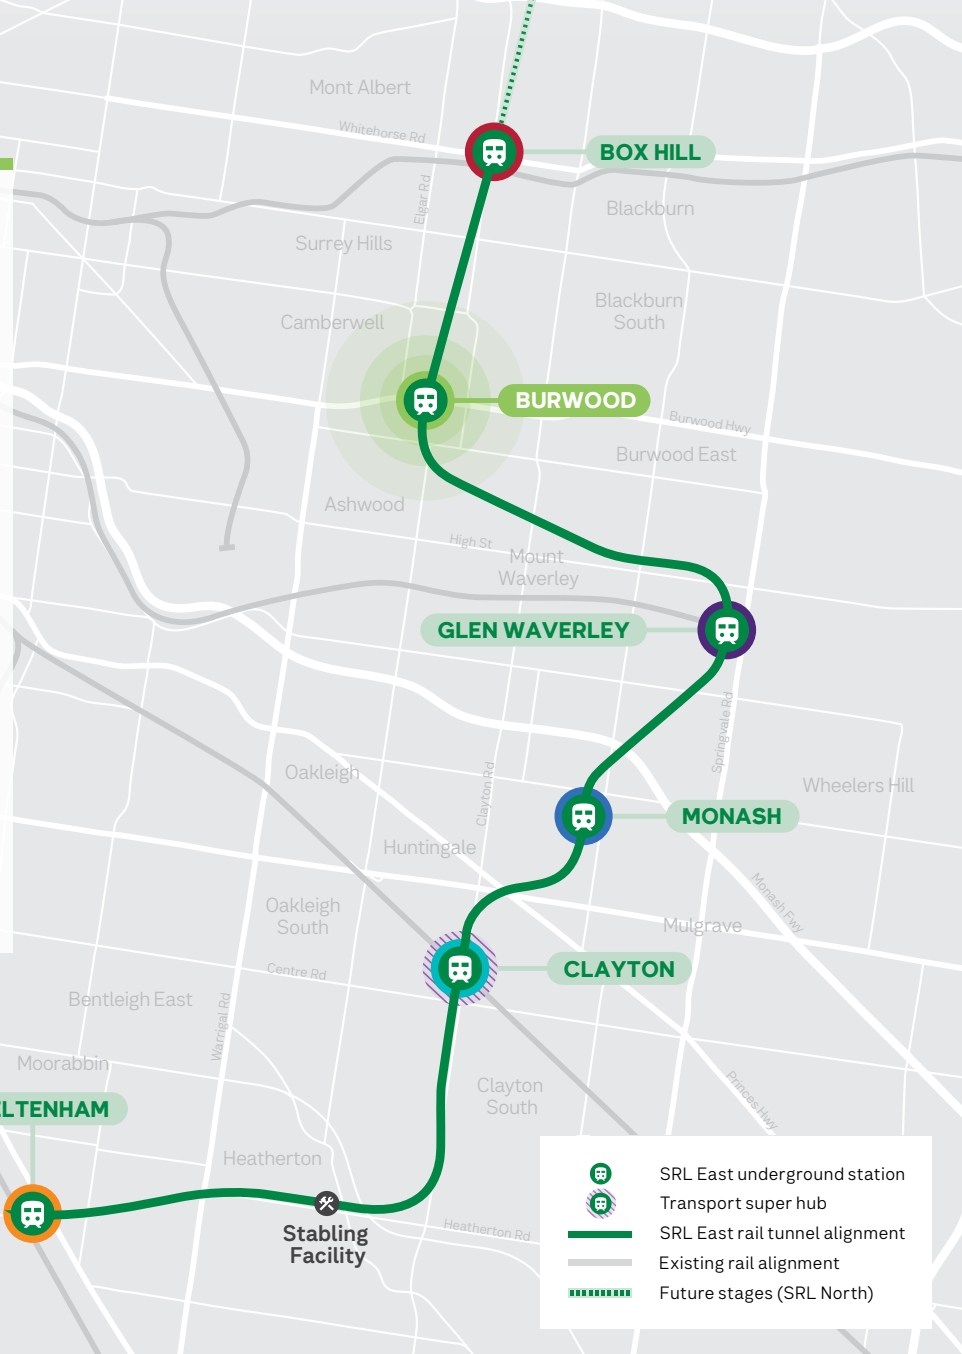 Mont Albert
Whitehorse Rd
BOX HILL
Elgar Rd
Blackburn
Surrey Hills
Blackburn
South
Camberwell
BURWOOD
Burwood Hwy
Burwood East
Ashwood
High St
Mount
Waverley
GLEN WAVERLEY
Springvale Rd
Oakleigh
Clayton Rd
Wheelers Hill
MONASH
Huntingale
Monash Fwy
Oakleigh
South
Mulgrave
CLAYTON
Centre Rd
Bentleigh East
Warrigal Rd
Moorabbin
Clayton
South
Princes Hwy
ELTENHAM
Heatherton
Stabling
Facility
Heatherton Rd
SRL East underground station
Transport super hub
SRL East rail tunnel alignment
Existing rail alignment
Future stages (SRL North)